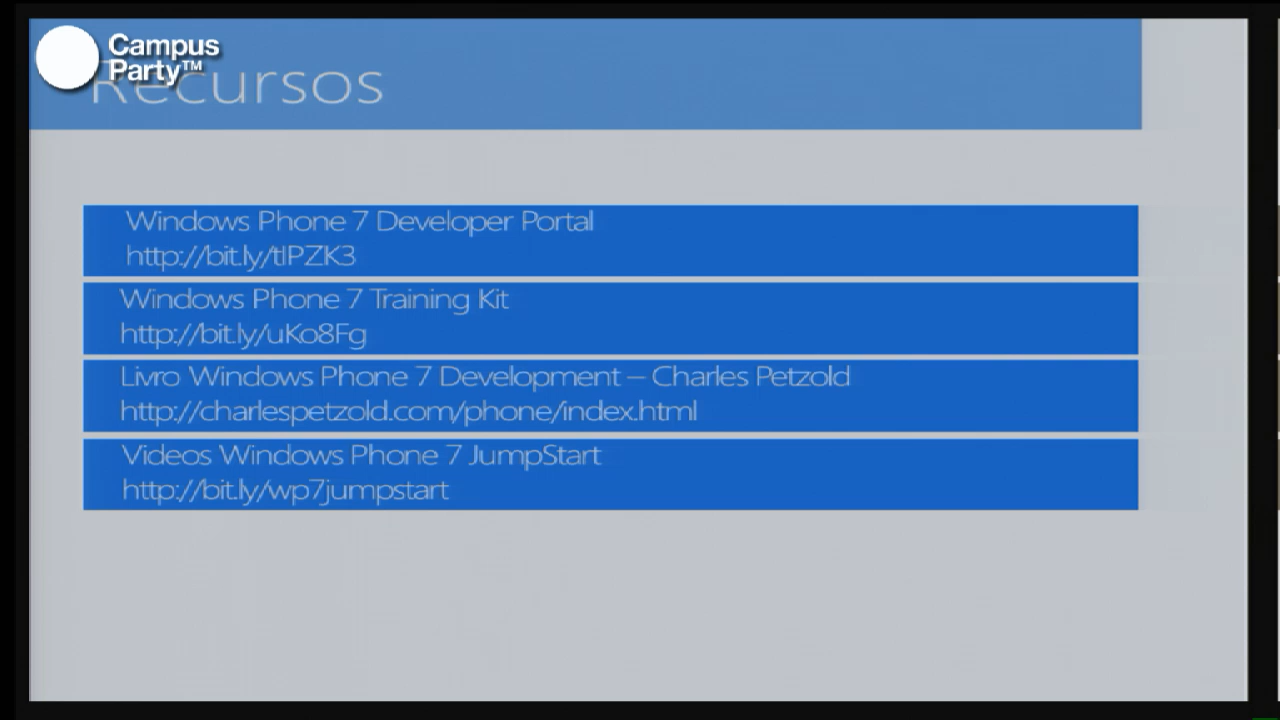 Campus
Party™
Recursos
Windows Phone 7 Developer Portal
http://bit.ly/tIPZK3
Windows Phone 7 Training Kit
http://bit.ly/uKo8Fg
Livro Windows Phone 7 Development – Charles Petzold
http://charlespetzold.com/phone/index.html
Videos Windows Phone 7 JumpStart
http://bit.ly/wp7jumpstart